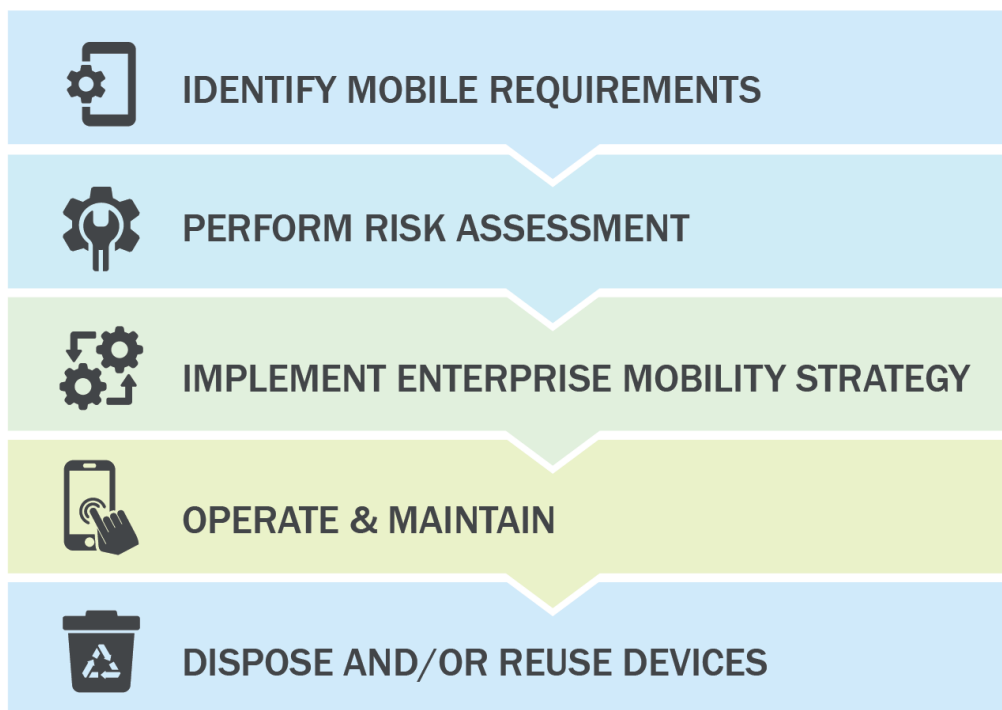 IDENTIFY MOBILE REQUIREMENTS
PERFORM RISK ASSESSMENT
IMPLEMENT ENTERPRISE MOBILITY STRATEGY
OPERATE & MAINTAIN
DISPOSE AND/OR REUSE DEVICES